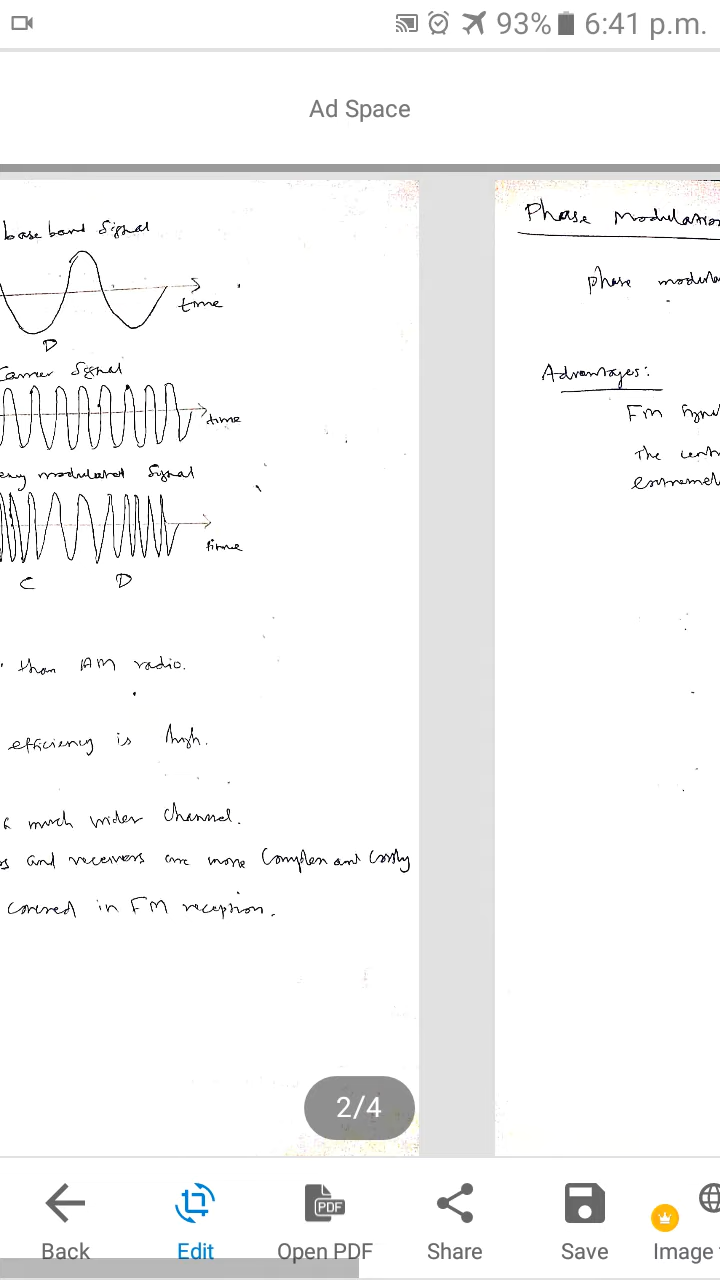 93% 6:41 p.m.
Ad Space
base band Signal
time
D
Carrier Signal
time
modulated Signal
time
C D
than AM radio.
efficiency is high.
a much wider channel.
and receivers are more Complex and Costly
covered in FM reception.
Phase Modulation
phase
Advantages:
FM
The
2/4
PDF
Back
Edit
Open PDF
Share
Save
Image